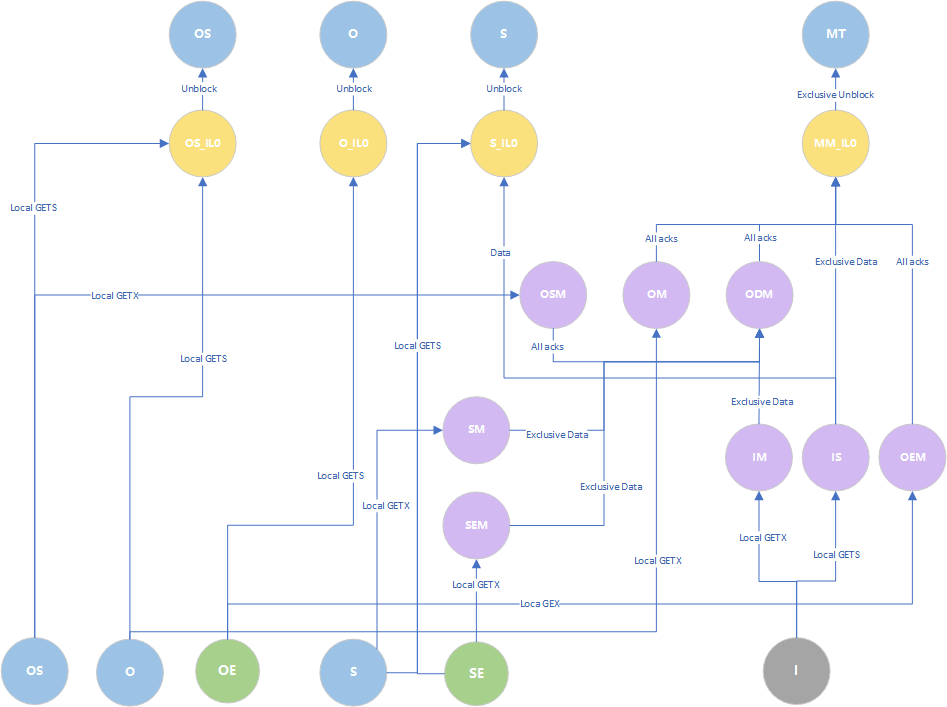 OS
O
S
MT
Unblock
Unblock
Unblock
Exclusive Unblock
OS_IL0
O_IL0
S_IL0
MM_IL0
Local GETS
All acks
All acks
Data
Exclusive Data
All acks
Local GETX
OSM
OM
ODM
All acks
Local GETS
Local GETS
Exclusive Data
SM
Exclusive Data
IM
IS
OEM
Local GETS
Exclusive Data
Local GETX
SEM
Local GETX
Local GETS
Local GETX
Local GETX
Loca GEX
OS
O
OE
S
SE
I